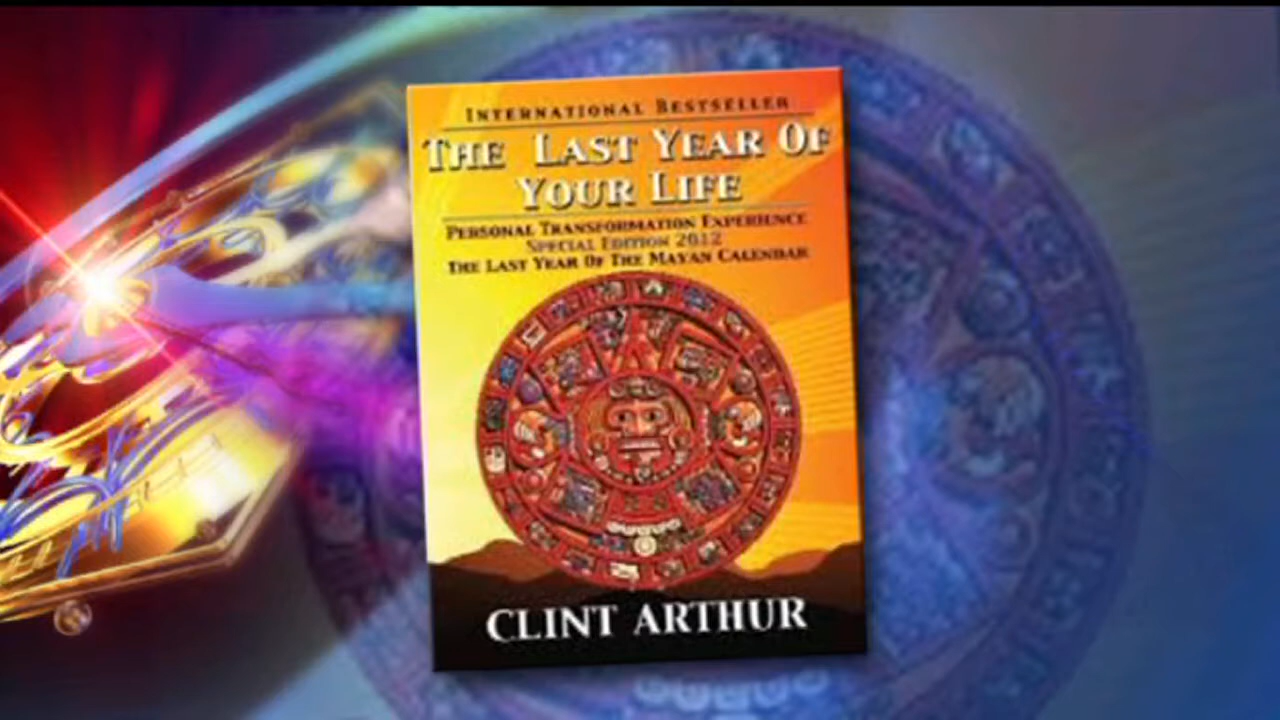 INTERNATIONAL BESTSELLER
THE LAST YEAR OF
YOUR LIFE
PERSONAL TRANSFORMATION EXPERIENCE
SPECIAL EDITION 2012
THE LAST YEAR OF THE MAYAN CALENDAR
CLINT ARTHUR